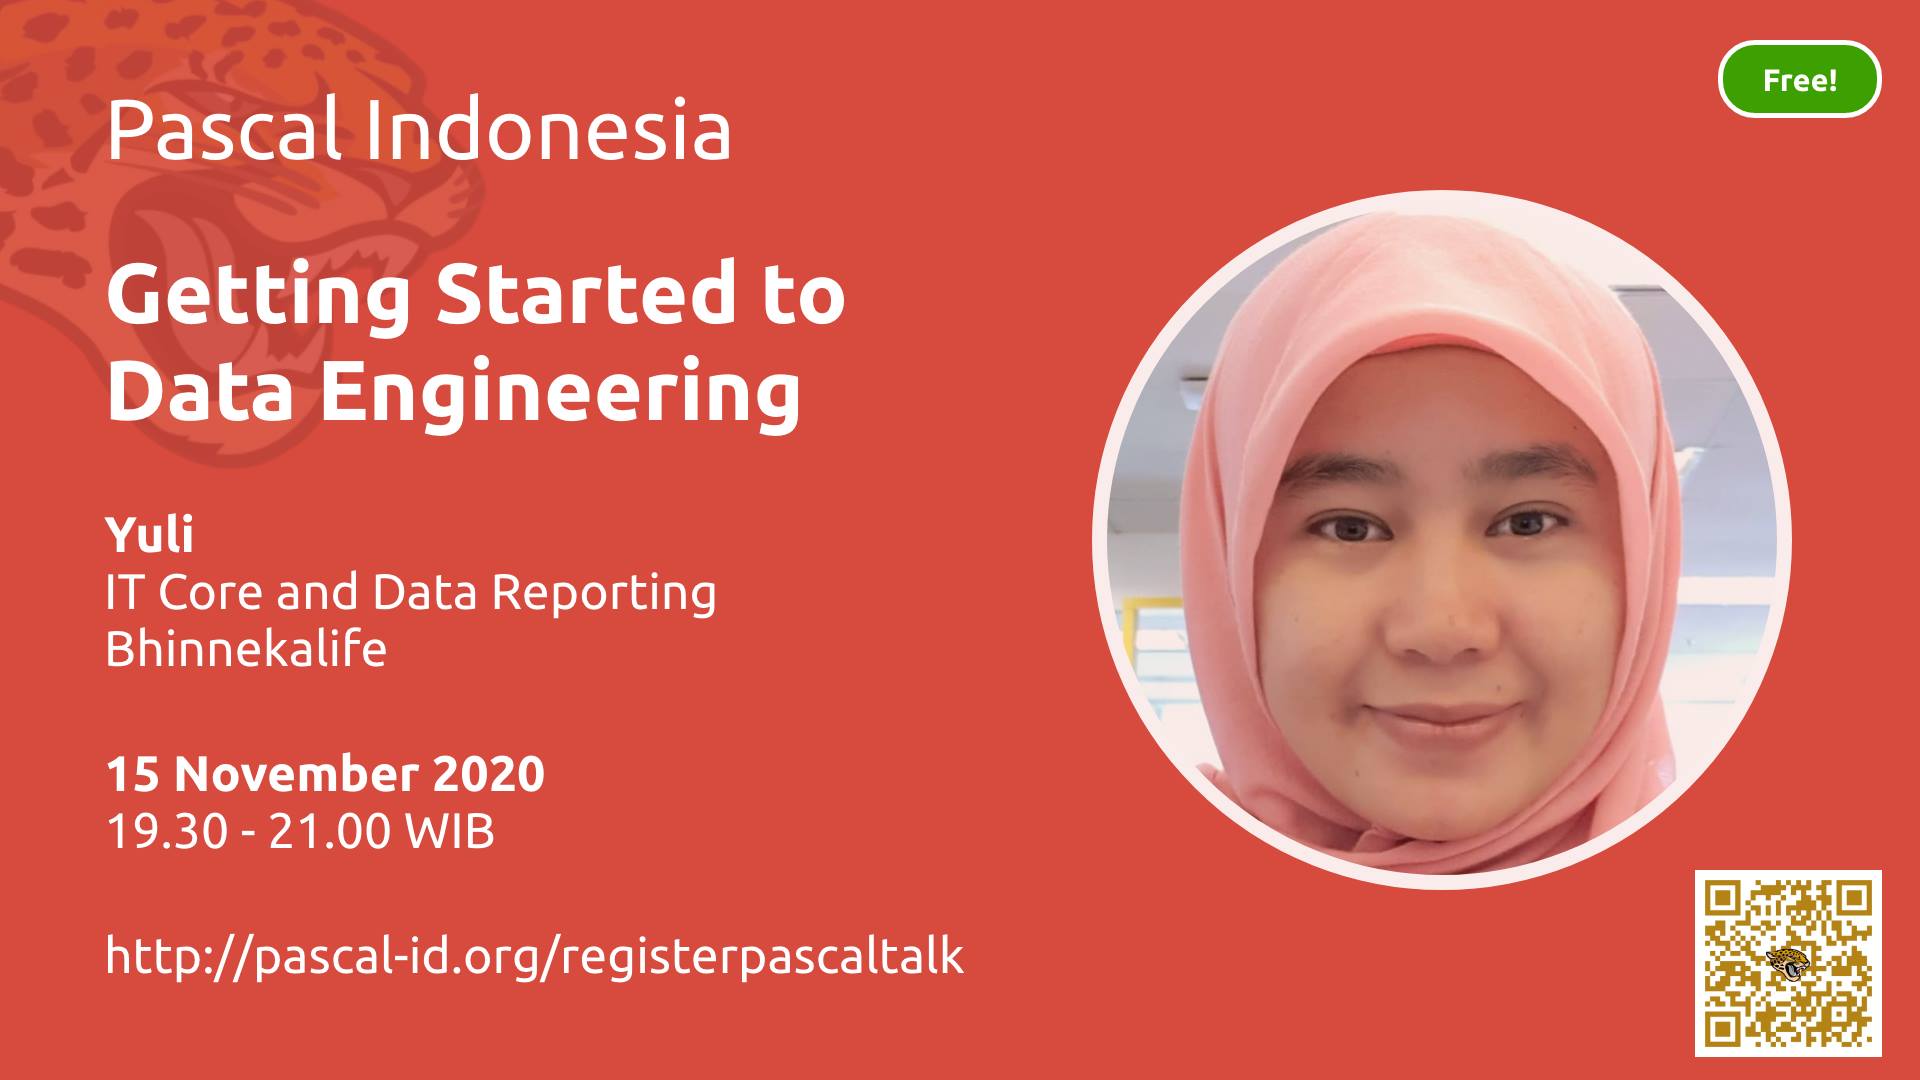 Free!
Pascal Indonesia
Getting Started to
Data Engineering
Yuli
IT Core and Data Reporting
Bhinnekalife
15 November 2020
19.30 - 21.00 WIB
http://pascal-id.org/registerpascaltalk